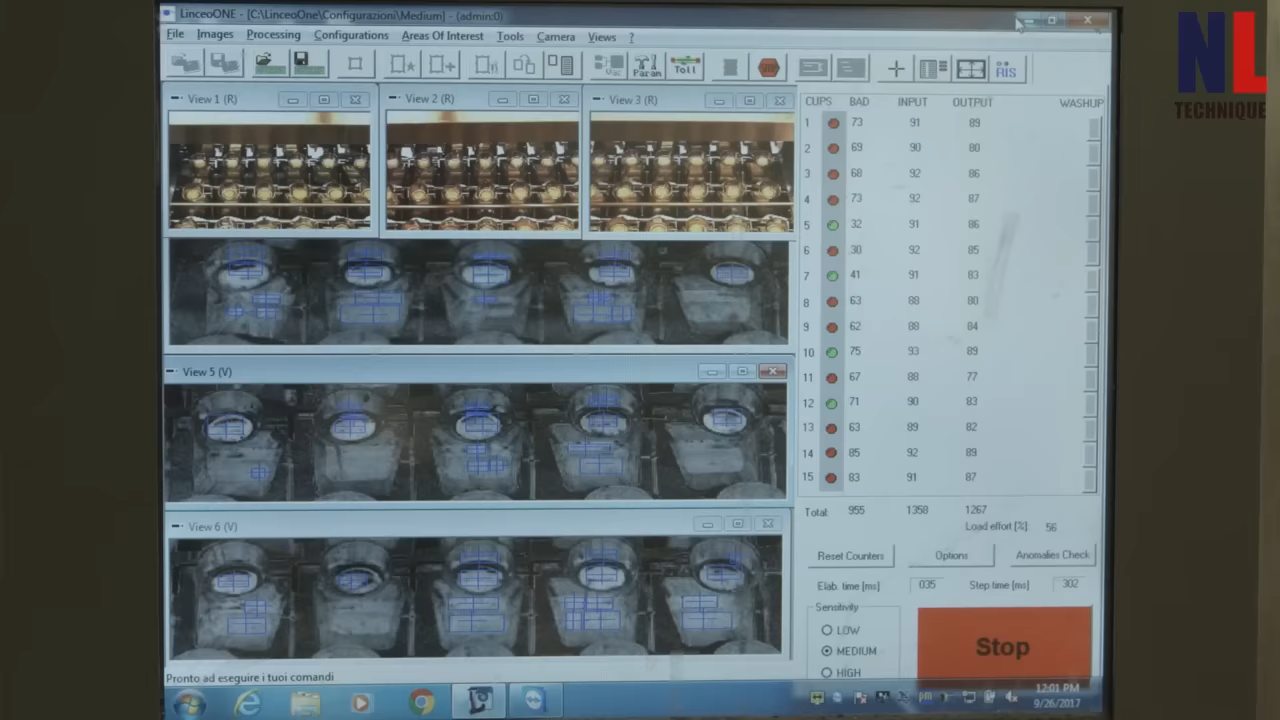 LinceoONE - [C:\LinceoOne\Configurazioni\Medium] - (admin:0)
File Images Processing Configurations Areas Of Interest Tools Camera Views ?
Param Toll RIS
View 1 (R) View 2 (R) View 3 (R)
View 5 (V)
View 6 (V)
CUPS BAD INPUT OUTPUT WASHUP
1 73 91 89
2 69 90 80
3 68 92 86
4 73 92 87
5 32 91 86
6 30 92 85
7 41 91 83
8 63 88 80
9 62 88 84
10 75 93 89
11 67 88 77
12 71 90 83
13 63 89 82
14 85 92 89
15 83 91 87
Total: 955 1358 1267
Load effort [%]: 56
Reset Counters Options Anomalies Check
Elab. time [ms] 035 Step time [ms] 302
Sensitivity
LOW
MEDIUM
HIGH
Stop
Pronto ad eseguire i tuoi comandi
12:01 PM
9/26/2017
NL
TECHNIQUE